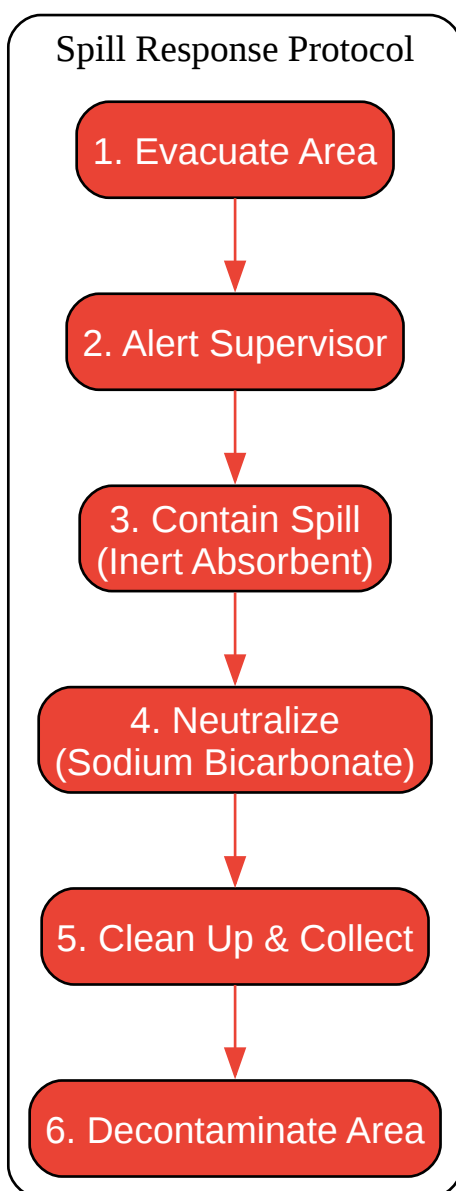 Spill Response Protocol
1. Evacuate Area
2. Alert Supervisor
3. Contain Spill
(Inert Absorbent)
4. Neutralize
(Sodium Bicarbonate)
5. Clean Up & Collect
6. Decontaminate Area